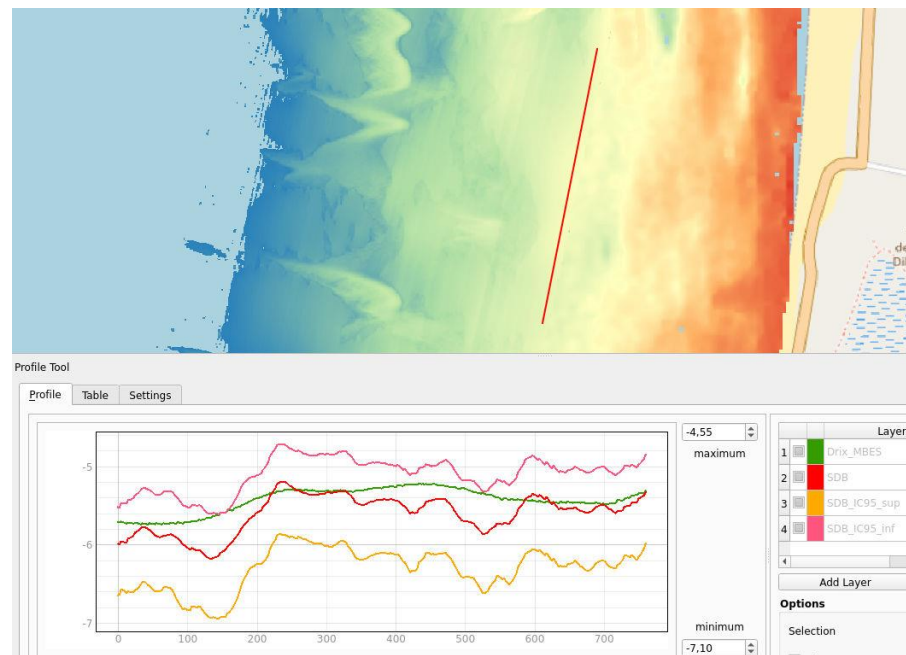 de
Profile Tool
Profile Table Settings
-4,55
maximum
-5
-6
-7
0 100 200 300 400 500 600 700
minimum
-7,10
Layer
1 Drix_MBES
2 SDB
3 SDB_IC95_sup
4 SDB_IC95_inf
Add Layer
Options
Selection